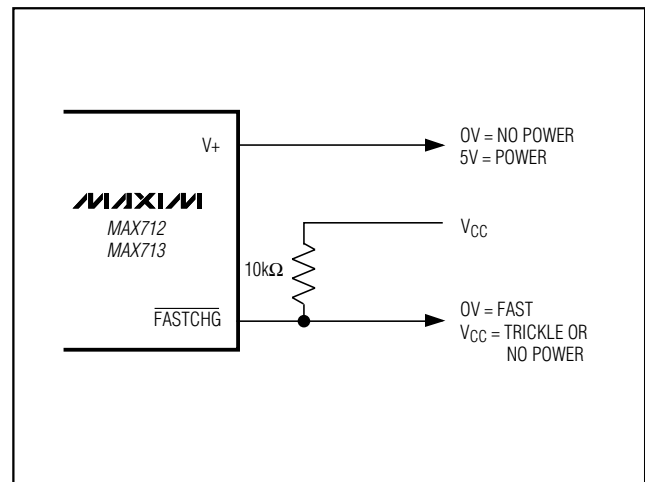 V+
0V = NO POWER
5V = POWER
MAXIM
MAX712
MAX713
VCC
10kΩ
FASTCHG
0V = FAST
VCC = TRICKLE OR
NO POWER